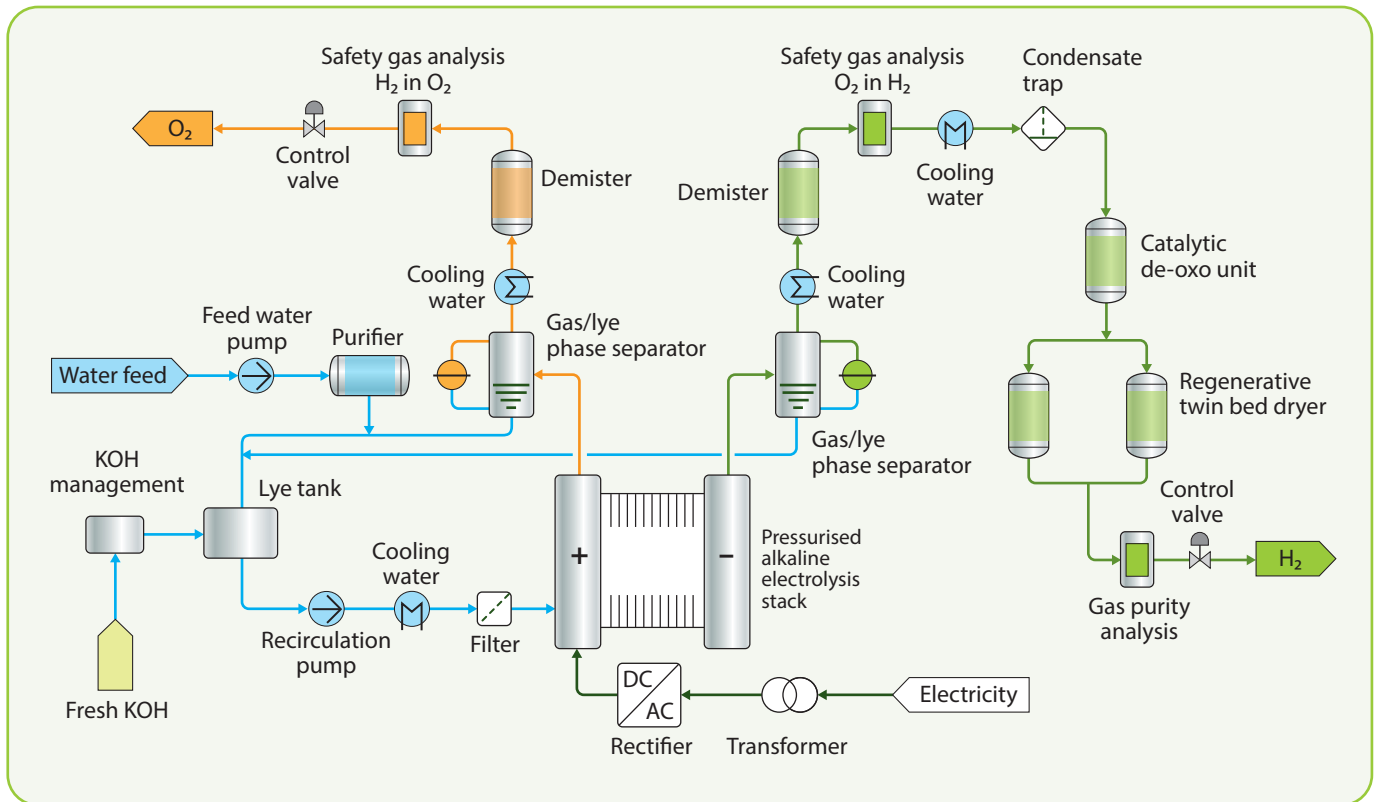 Safety gas analysis
H₂ in O₂
Safety gas analysis
O₂ in H₂
Condensate
trap
O₂
Control
valve
Demister
Demister
Cooling
water
Catalytic
de-oxo unit
Cooling
water
Cooling
water
Feed water
pump
Purifier
Gas/lye
phase separator
Water feed
Regenerative
twin bed dryer
Gas/lye
phase separator
KOH
management
Lye tank
Control
valve
Cooling
water
+
−
Pressurised
alkaline
electrolysis
stack
H₂
Recirculation
pump
Filter
Gas purity
analysis
Fresh KOH
DC
AC
Electricity
Rectifier
Transformer